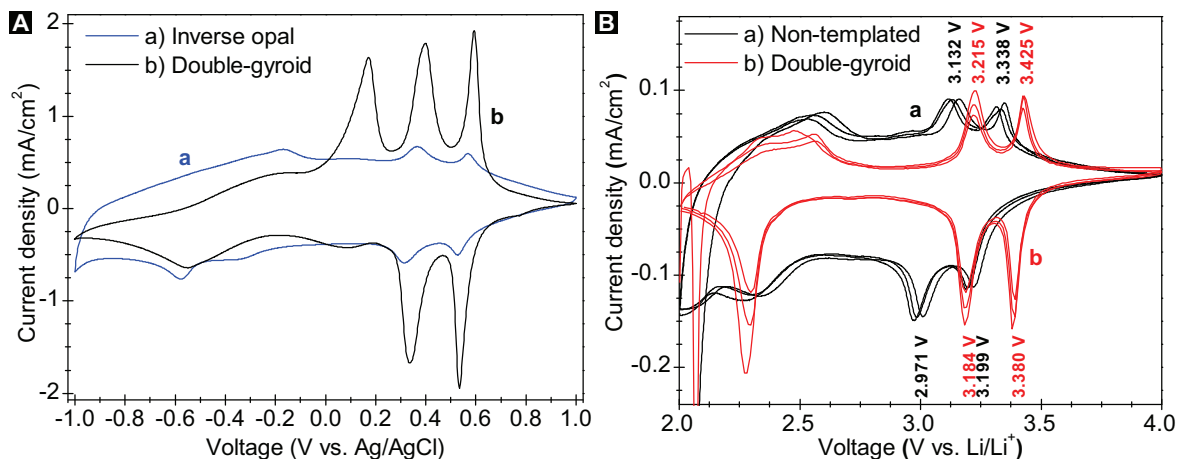 A
a) Inverse opal
b) Double-gyroid
a
b
2
1
0
-1
-2
Current density (mA/cm²)
-1.0 -0.8 -0.6 -0.4 -0.2 0.0 0.2 0.4 0.6 0.8 1.0
Voltage (V vs. Ag/AgCl)
B
a) Non-templated
b) Double-gyroid
3.132 V
3.215 V
3.338 V
3.425 V
a
b
0.1
0.0
-0.1
-0.2
Current density (mA/cm²)
2.971 V
3.184 V
3.199 V
3.380 V
2.0 2.5 3.0 3.5 4.0
Voltage (V vs. Li/Li⁺)